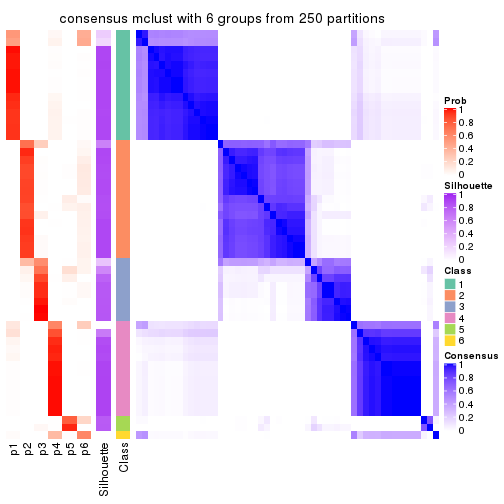 consensus mclust with 6 groups from 250 partitions
Prob
1
0.8
0.6
0.4
0.2
0
Silhouette
1
0.8
0.6
0.4
0.2
0
Class
1
2
3
4
5
6
Consensus
1
0.8
0.6
0.4
0.2
0
p1
p2
p3
p4
p5
p6
Silhouette
Class